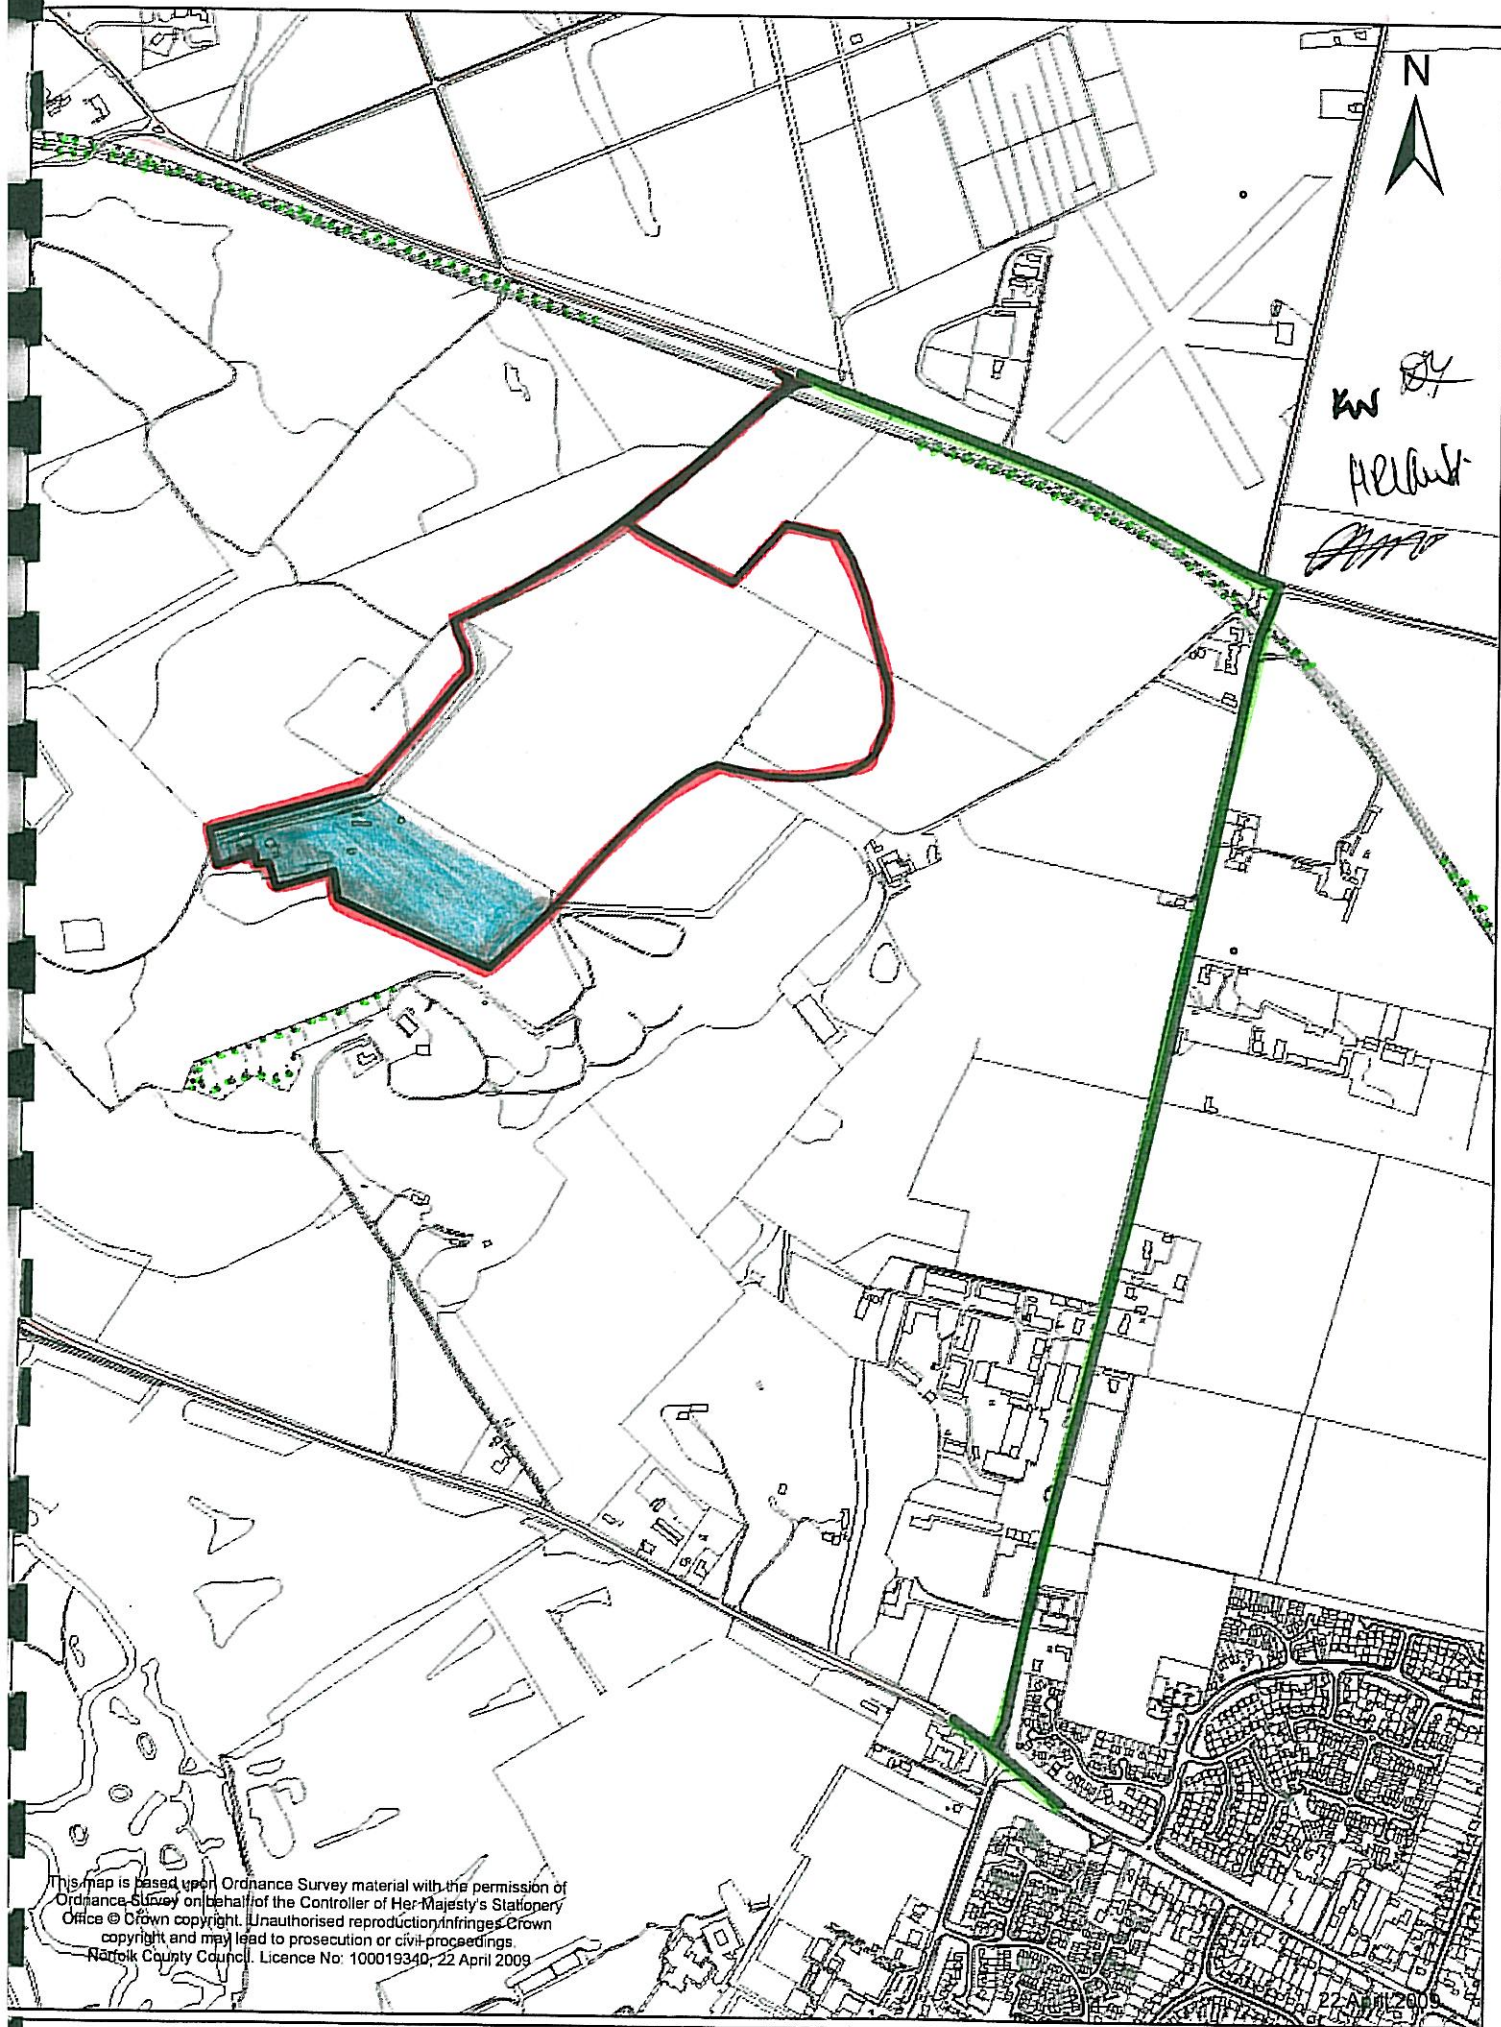 N
KW
This map is based upon Ordnance Survey material with the permission of
Ordnance Survey on behalf of the Controller of Her Majesty's Stationery
Office © Crown copyright. Unauthorised reproduction infringes Crown
copyright and may lead to prosecution or civil proceedings.
Norfolk County Council. Licence No: 100019340, 22 April 2009
22 April 2009